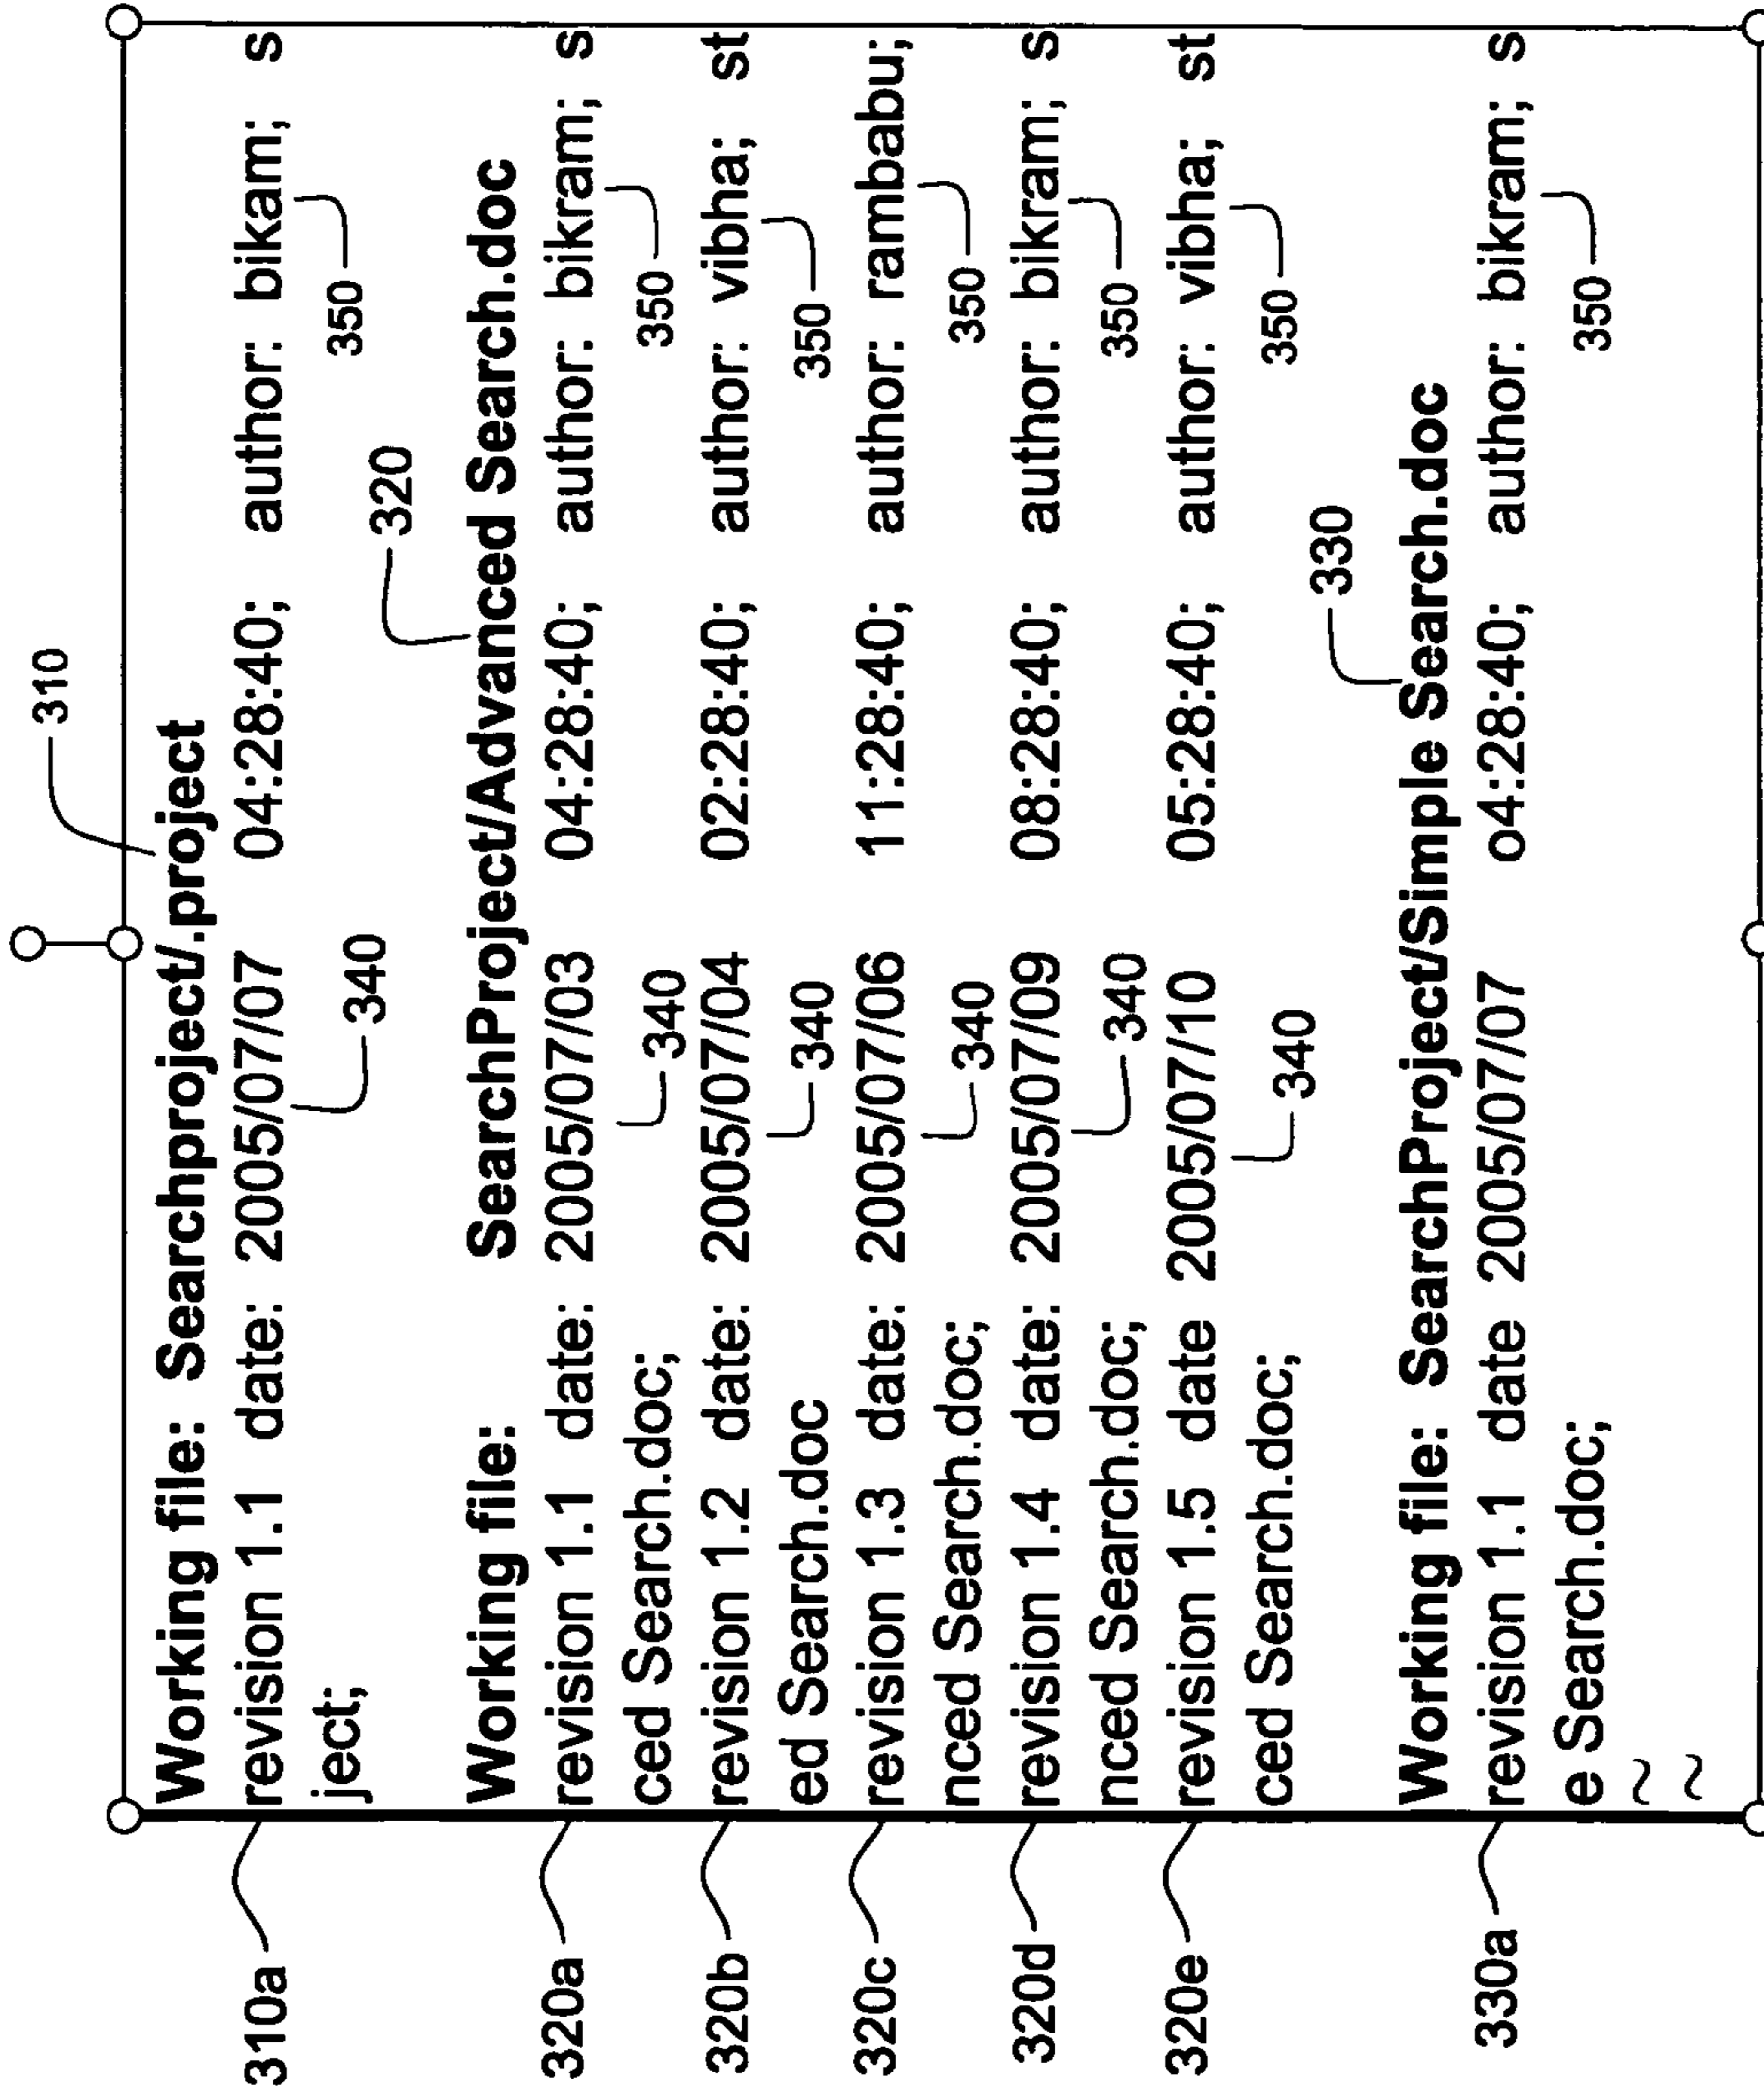 310
Working file: Searchproject/.project
310a revision 1.1 date: 2005/07/07 04:28:40; author: bikam; s
ject; 340 350
320
Working file: SearchProject/Advanced Search.doc
320a revision 1.1 date: 2005/07/03 04:28:40; author: bikram; s
ced Search.doc; 340 350
320b revision 1.2 date: 2005/07/04 02:28:40; author: vibha; st
ed Search.doc 340 350
320c revision 1.3 date: 2005/07/06 11:28:40; author: rambabu;
nced Search.doc; 340 350
320d revision 1.4 date: 2005/07/09 08:28:40; author: bikram; s
nced Search.doc; 340 350
320e revision 1.5 date 2005/07/10 05:28:40; author: vibha; st
ced Search.doc; 340 350
330
Working file: SearchProject/Simple Search.doc
330a revision 1.1 date 2005/07/07 o4:28:40; author: bikram; s
e Search.doc; 350
~
~